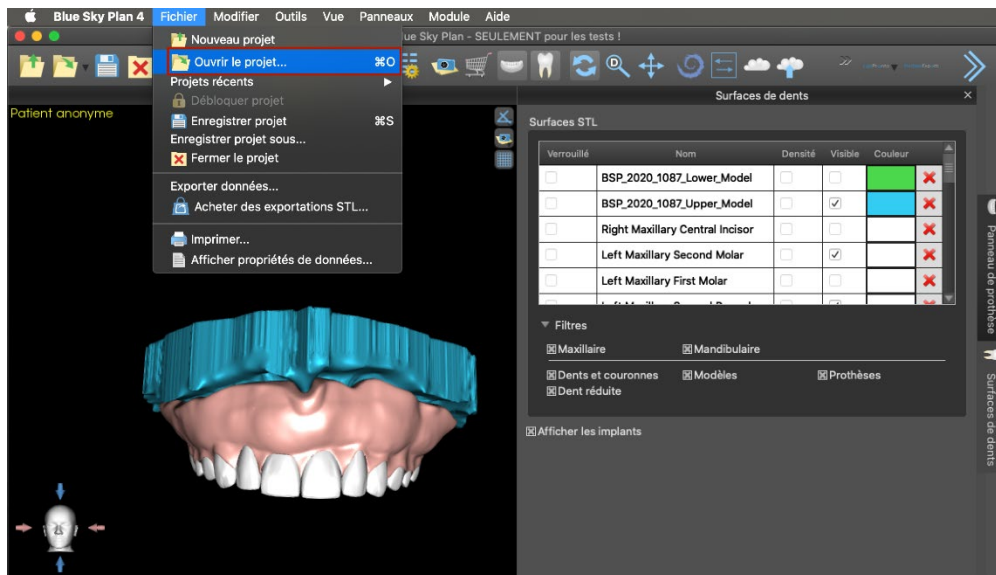 Blue Sky Plan 4 Fichier Modifier Outils Vue Panneaux Module Aide
ue Sky Plan - SEULEMENT pour les tests !
Nouveau projet
Ouvrir le projet... ⌘O
Projets récents
Débloquer projet
Enregistrer projet ⌘S
Enregistrer projet sous...
Fermer le projet
Exporter données...
Acheter des exportations STL...
Imprimer...
Afficher propriétés de données...
Patient anonyme
Surfaces de dents
Surfaces STL
Verrouillé Nom Densité Visible Couleur
BSP_2020_1087_Lower_Model
BSP_2020_1087_Upper_Model
Right Maxillary Central Incisor
Left Maxillary Second Molar
Left Maxillary First Molar
Filtres
Maxillaire Mandibulaire
Dents et couronnes Modèles Prothèses
Dent réduite
Afficher les implants
Panneau de prothèse
Surfaces de dents